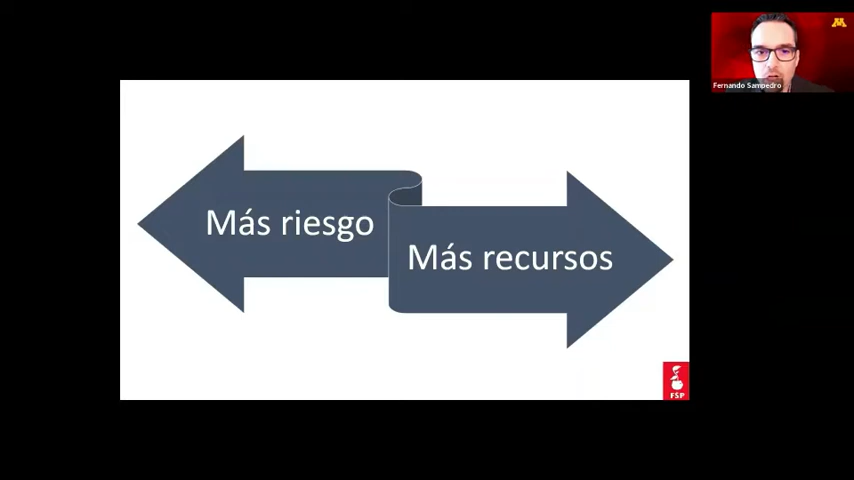 Más riesgo
Más recursos
Fernando Sampedro
FSP